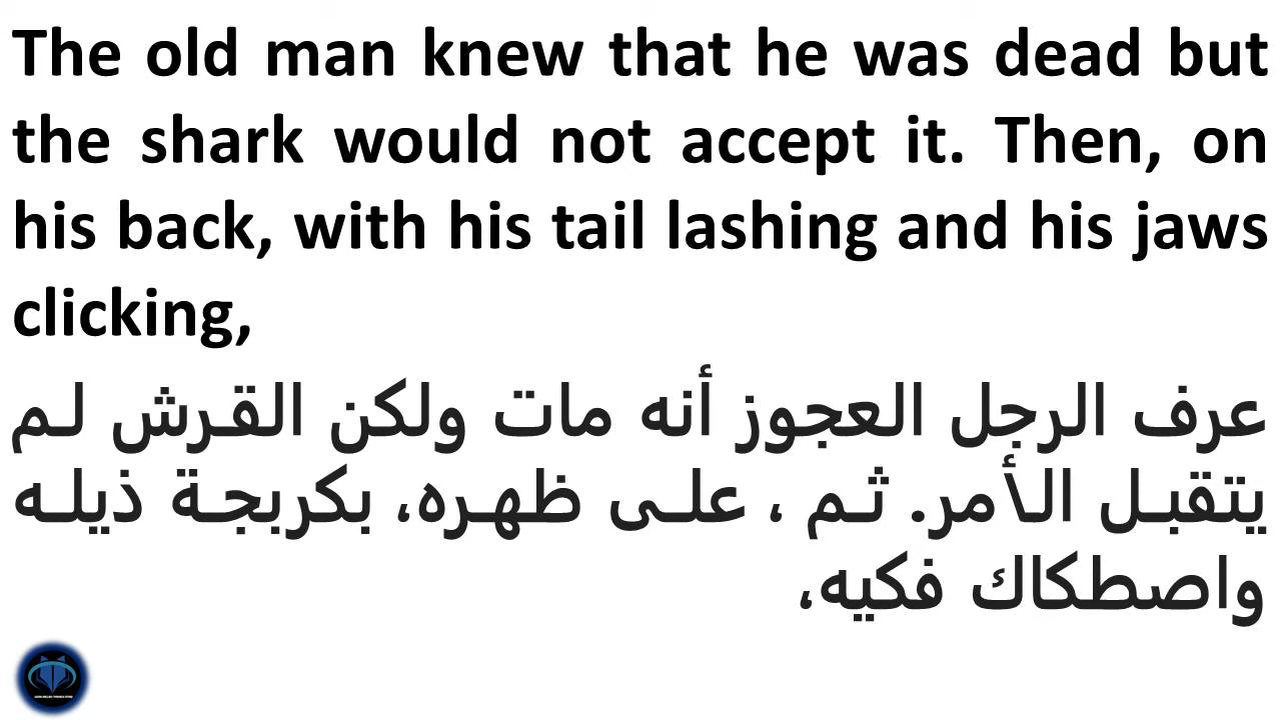 The old man knew that he was dead but
the shark would not accept it. Then, on
his back, with his tail lashing and his jaws
clicking,
عرف الرجل العجوز أنه مات ولكن القرش لم
يتقبل الأمر. ثم ، على ظهره، بكربجة ذيله
واصطكاك فكيه،